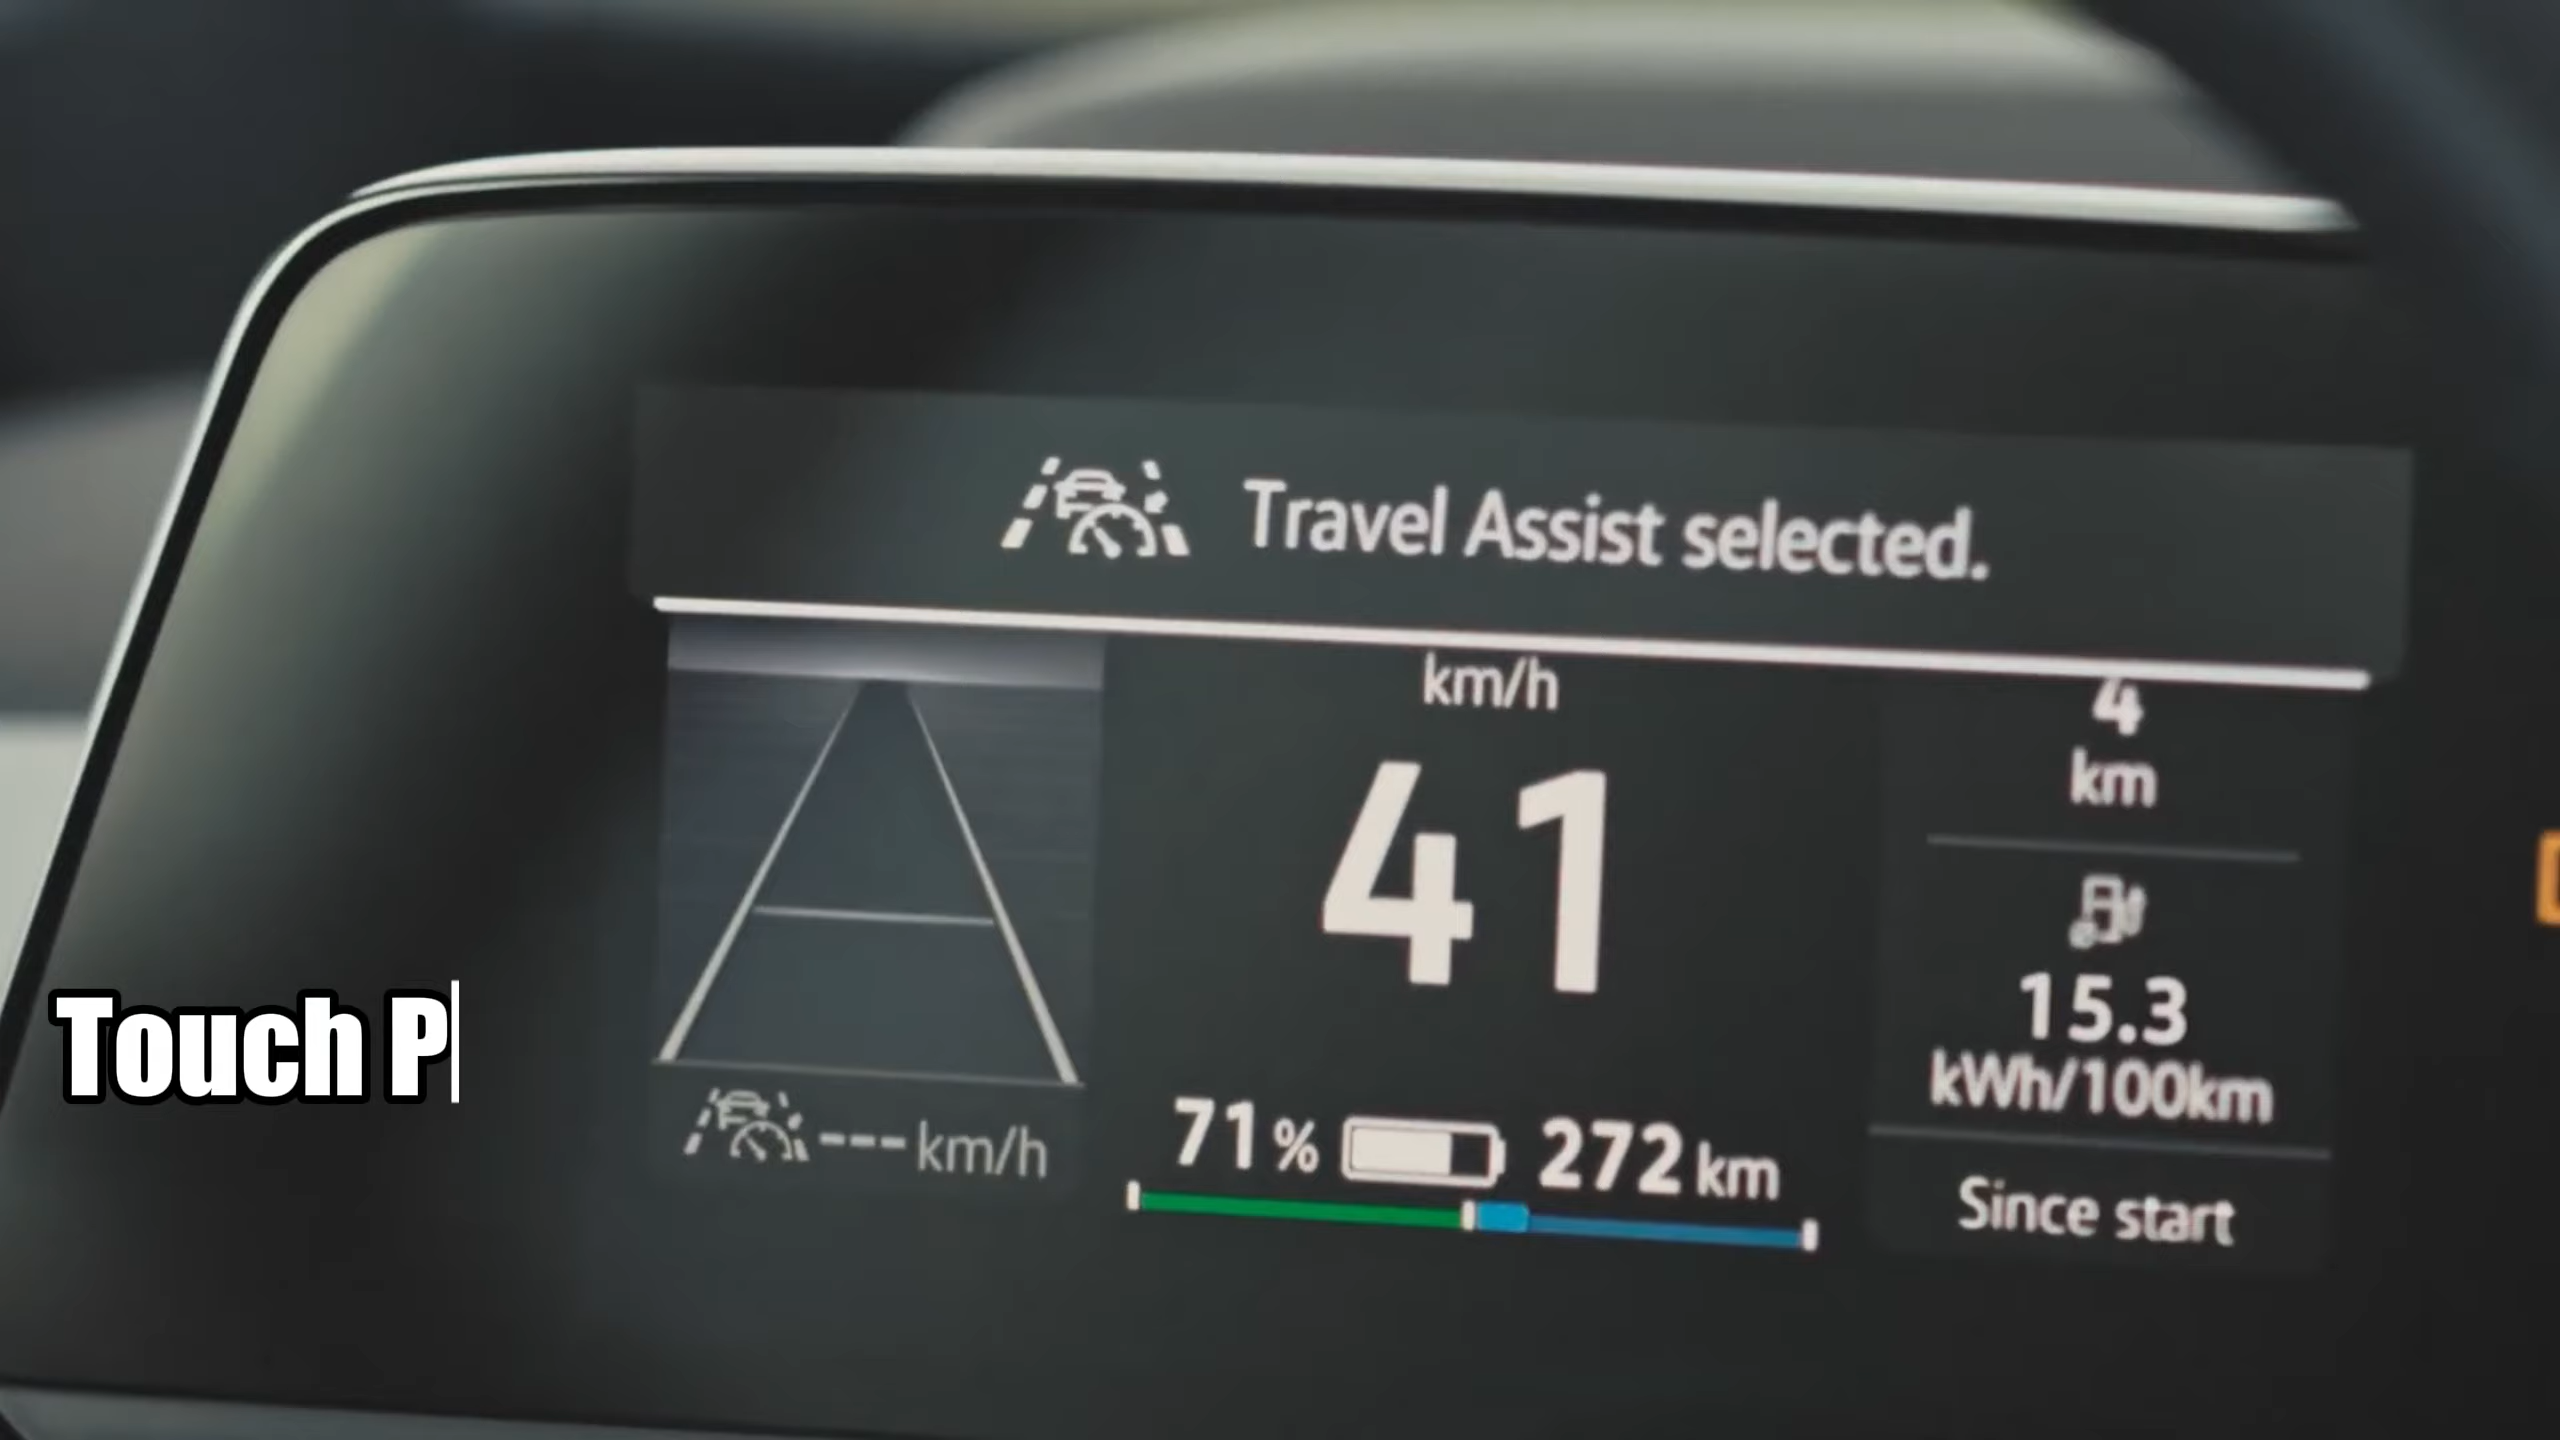 Travel Assist selected.
km/h
41
4
km
15.3
kWh/100km
Since start
---km/h
71% 272 km
Touch P